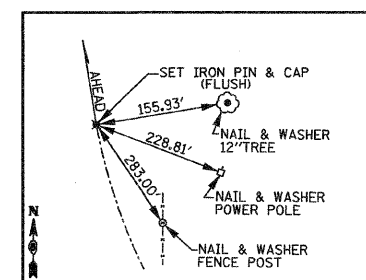 SET IRON PIN & CAP
(FLUSH)
AHEAD
155.93'
NAIL & WASHER
12"TREE
228.81'
283.00'
NAIL & WASHER
POWER POLE
N
NAIL & WASHER
FENCE POST